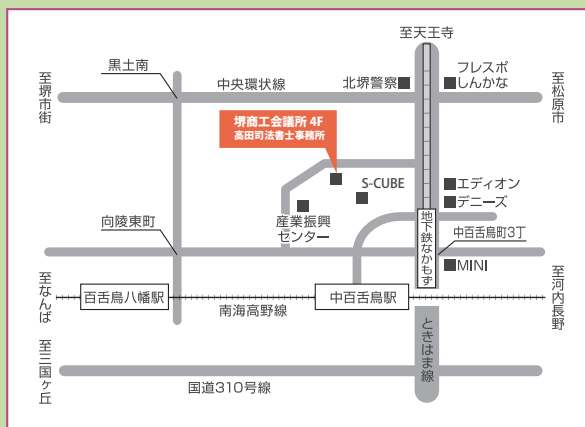 至天王寺
黒土南
中央環状線
北堺警察
フレスポ
しんかな
至堺市街
至松原市
堺商工会議所 4F
高田司法書士事務所
S-CUBE
エディオン
デニーズ
産業振興
センター
向陵東町
地下鉄なかもず
中百舌鳥町3丁
MINI
至なんば
百舌鳥八幡駅
南海高野線
中百舌鳥駅
至河内長野
ときはま線
至三国ヶ丘
国道310号線